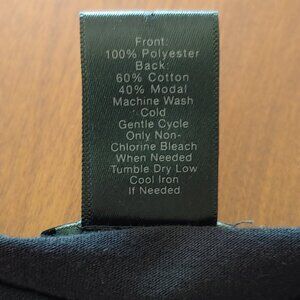 Front:
100% Polyester
Back:
60% Cotton
40% Modal
Machine Wash
Cold
Gentle Cycle
Only Non-
Chlorine Bleach
When Needed
Tumble Dry Low
Cool Iron
If Needed